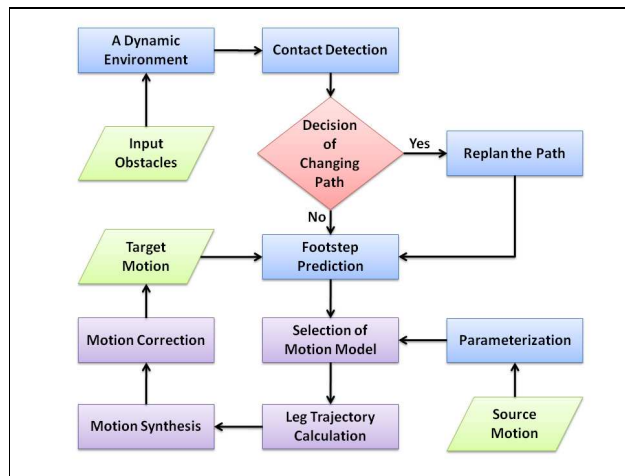 A Dynamic
Environment
Contact Detection
Input
Obstacles
Decision
of
Changing
Path
Yes
Replan the Path
No
Target
Motion
Footstep
Prediction
Motion Correction
Selection of
Motion Model
Parameterization
Motion Synthesis
Leg Trajectory
Calculation
Source
Motion